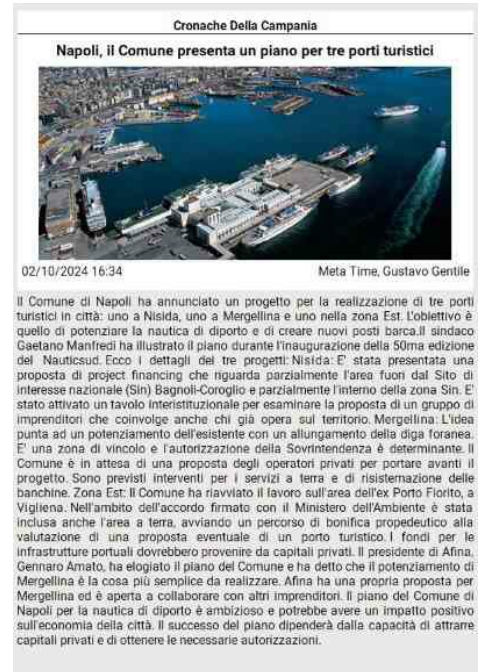 Cronache Della Campania
Napoli, il Comune presenta un piano per tre porti turistici
02/10/2024 16:34
Meta Time, Gustavo Gentile
Il Comune di Napoli ha annunciato un progetto per la realizzazione di tre porti
turistici in città: uno a Nisida, uno a Mergellina e uno nella zona Est. L'obiettivo è
quello di potenziare la nautica di diporto e di creare nuovi posti barca.Il sindaco
Gaetano Manfredi ha illustrato il piano durante l'inaugurazione della 50ma edizione
del Nauticsud. Ecco i dettagli dei tre progetti: Nisida: E' stata presentata una
proposta di project financing che riguarda parzialmente l'area fuori dal Sito di
interesse nazionale (Sin) Bagnoli-Coroglio e parzialmente l'interno della zona Sin. E'
stato attivato un tavolo interistituzionale per esaminare la proposta di un gruppo di
imprenditori che coinvolge anche chi già opera sul territorio. Mergellina: L'idea
punta ad un potenziamento dell'esistente con un allungamento della diga foranea.
E' una zona di vincolo e l'autorizzazione della Sovrintendenza è determinante. Il
Comune è in attesa di una proposta degli operatori privati per portare avanti il
progetto. Sono previsti interventi per i servizi a terra e di risistemazione delle
banchine. Zona Est: Il Comune ha riavviato il lavoro sull'area dell'ex Porto Fiorito, a
Vigliena. Nell'ambito dell'accordo firmato con il Ministero dell'Ambiente è stata
inclusa anche l'area a terra, avviando un percorso di bonifica propedeutico alla
valutazione di una proposta eventuale di un porto turistico. I fondi per le
infrastrutture portuali dovrebbero provenire da capitali privati. Il presidente di Afina,
Gennaro Amato, ha elogiato il piano del Comune e ha detto che il potenziamento di
Mergellina è la cosa più semplice da realizzare. Afina ha una propria proposta per
Mergellina ed è aperta a collaborare con altri imprenditori. Il piano del Comune di
Napoli per la nautica di diporto è ambizioso e potrebbe avere un impatto positivo
sull'economia della città. Il successo del piano dipenderà dalla capacità di attrarre
capitali privati e di ottenere le necessarie autorizzazioni.